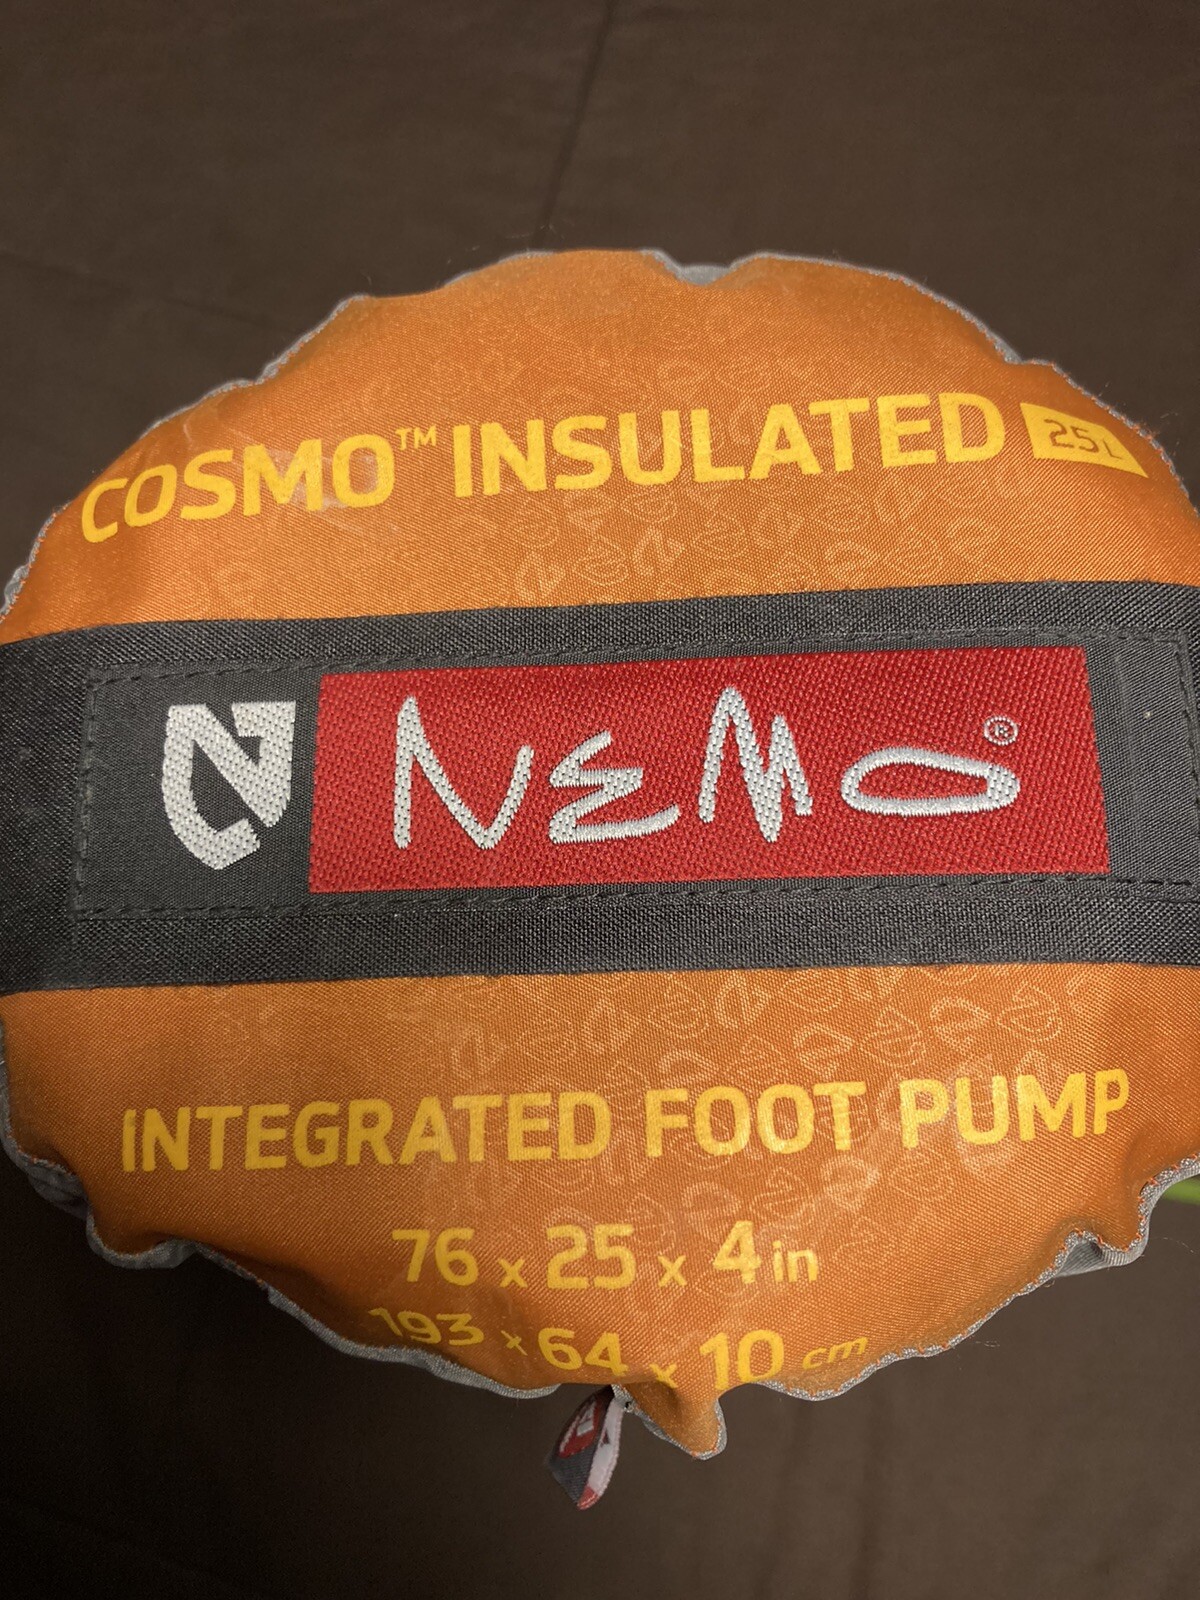 COSMO™ INSULATED 25L
NEMO®
INTEGRATED FOOT PUMP
76 x 25 x 4 in
193 x 64 x 10 cm